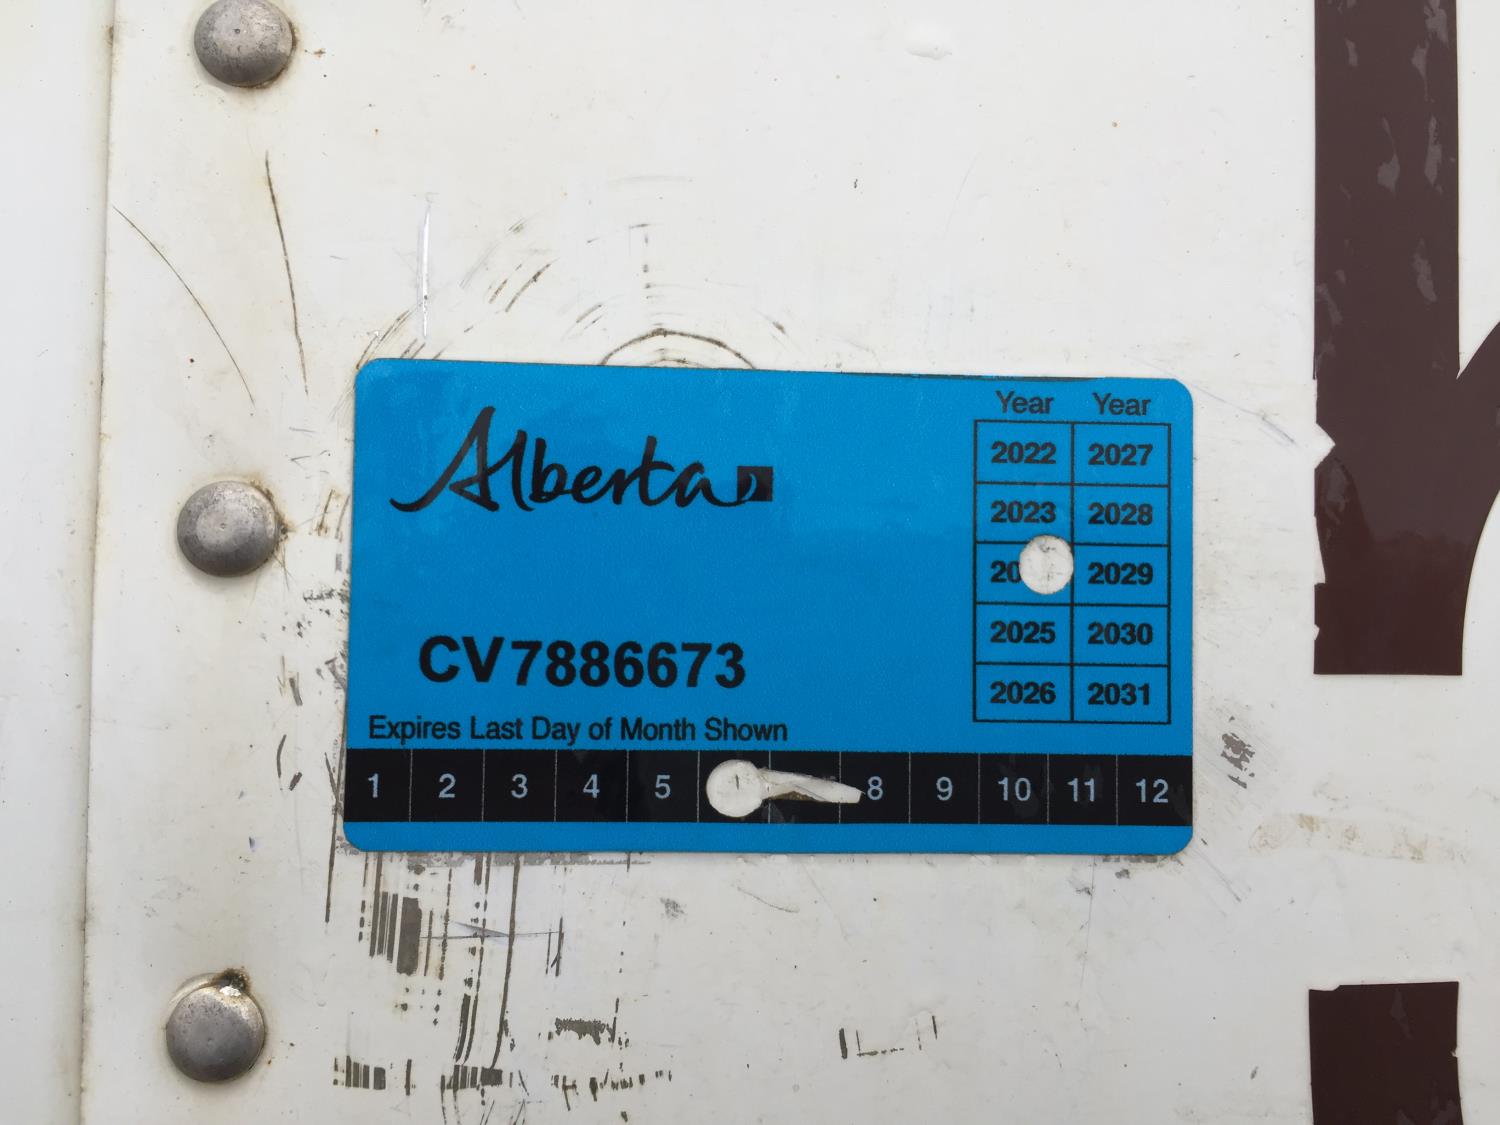 Alberta
Year Year
2022 2027
2023 2028
20 2029
2025 2030
2026 2031
CV7886673
Expires Last Day of Month Shown
1 2 3 4 5 8 9 10 11 12